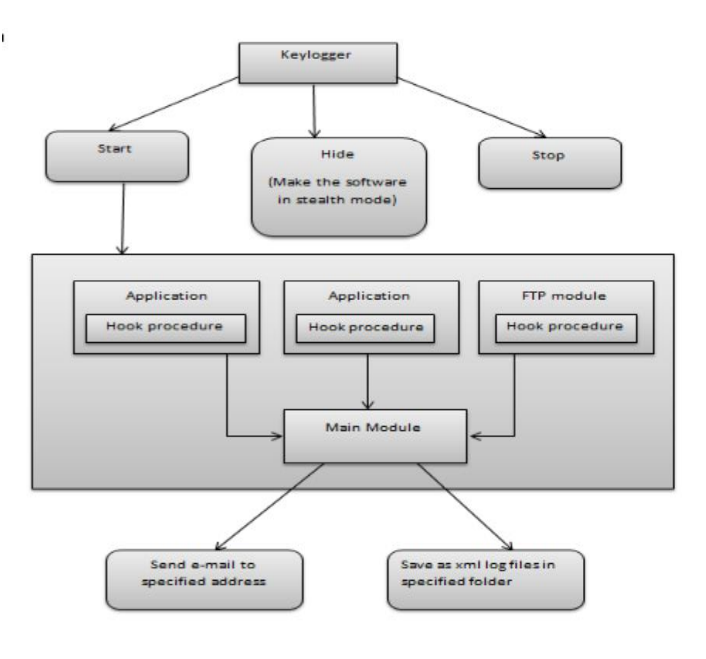 Keylogger
Start
Hide
(Make the software
in stealth mode)
Stop
Application
Hook procedure
Application
Hook procedure
FTP module
Hook procedure
Main Module
Send e-mail to
specified address
Save as xml log files in
specified folder